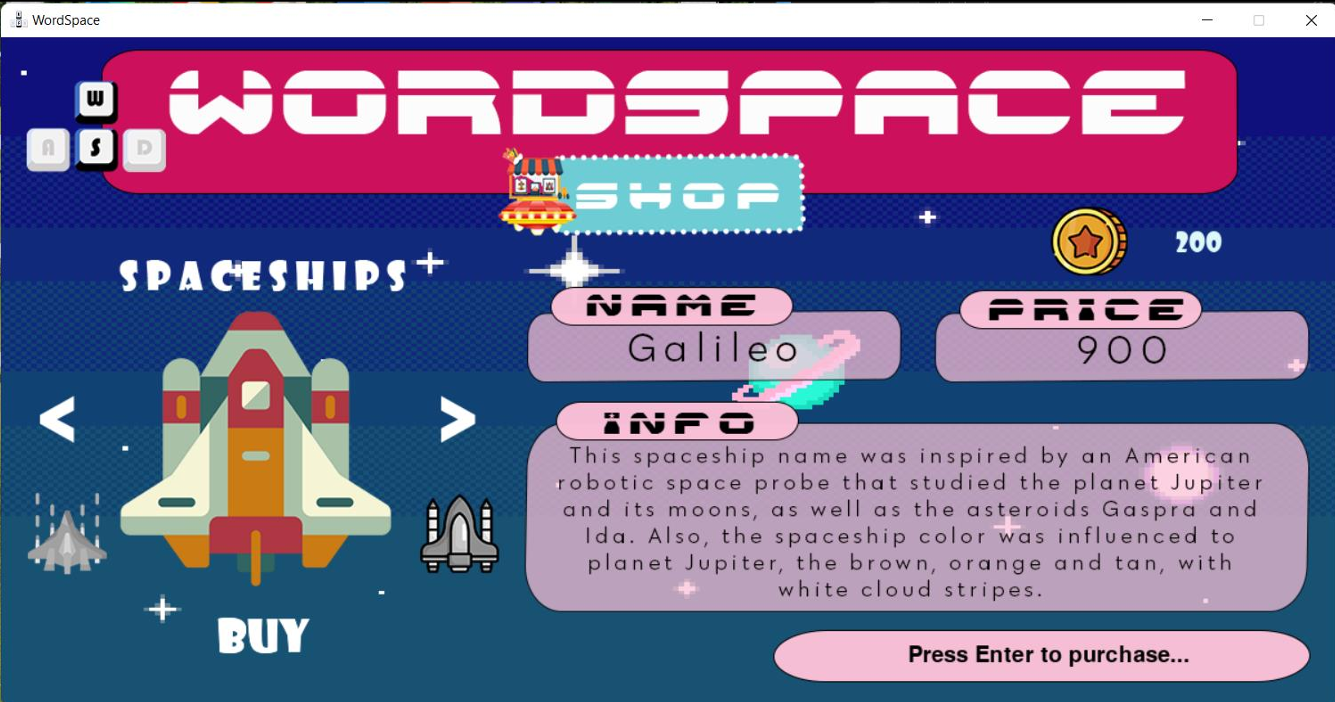 WordSpace
WORDSPACE
W
A S D
SHOP
200
SPACESHIPS
NAME
PRICE
Galileo
900
< >
INFO
This spaceship name was inspired by an American
robotic space probe that studied the planet Jupiter
and its moons, as well as the asteroids Gaspra and
Ida. Also, the spaceship color was influenced to
planet Jupiter, the brown, orange and tan, with
white cloud stripes.
BUY
Press Enter to purchase...